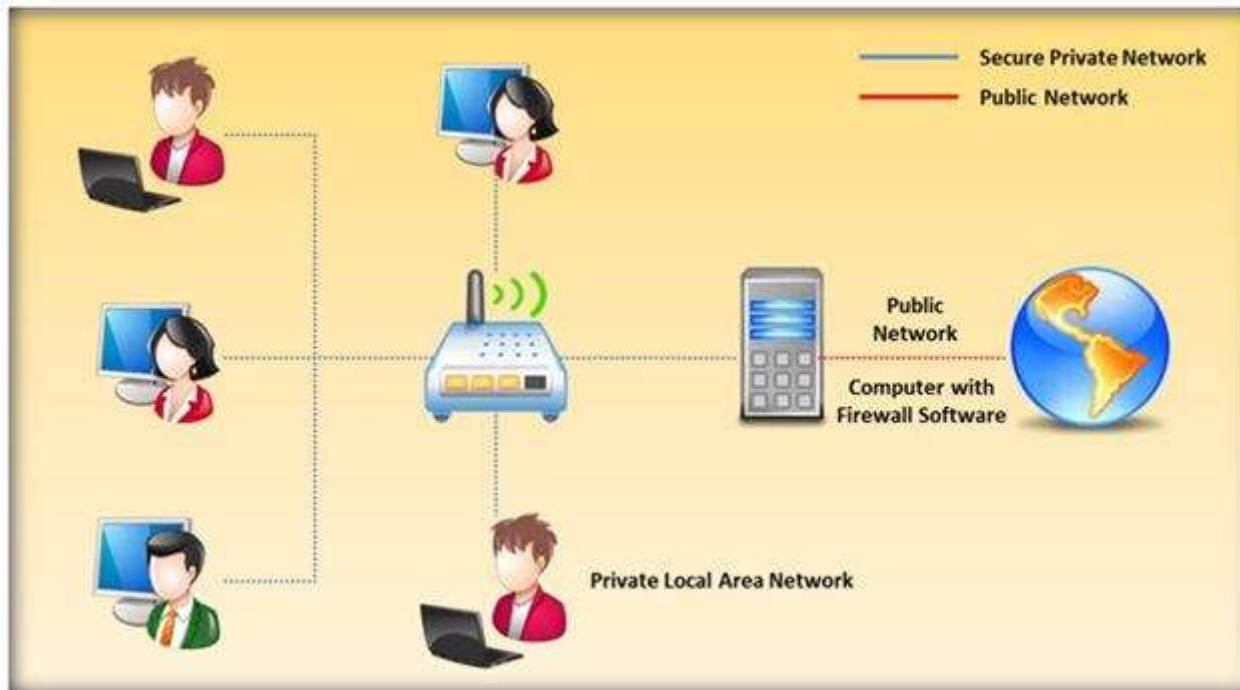 Secure Private Network
Public Network
Public
Network
Computer with
Firewall Software
Private Local Area Network